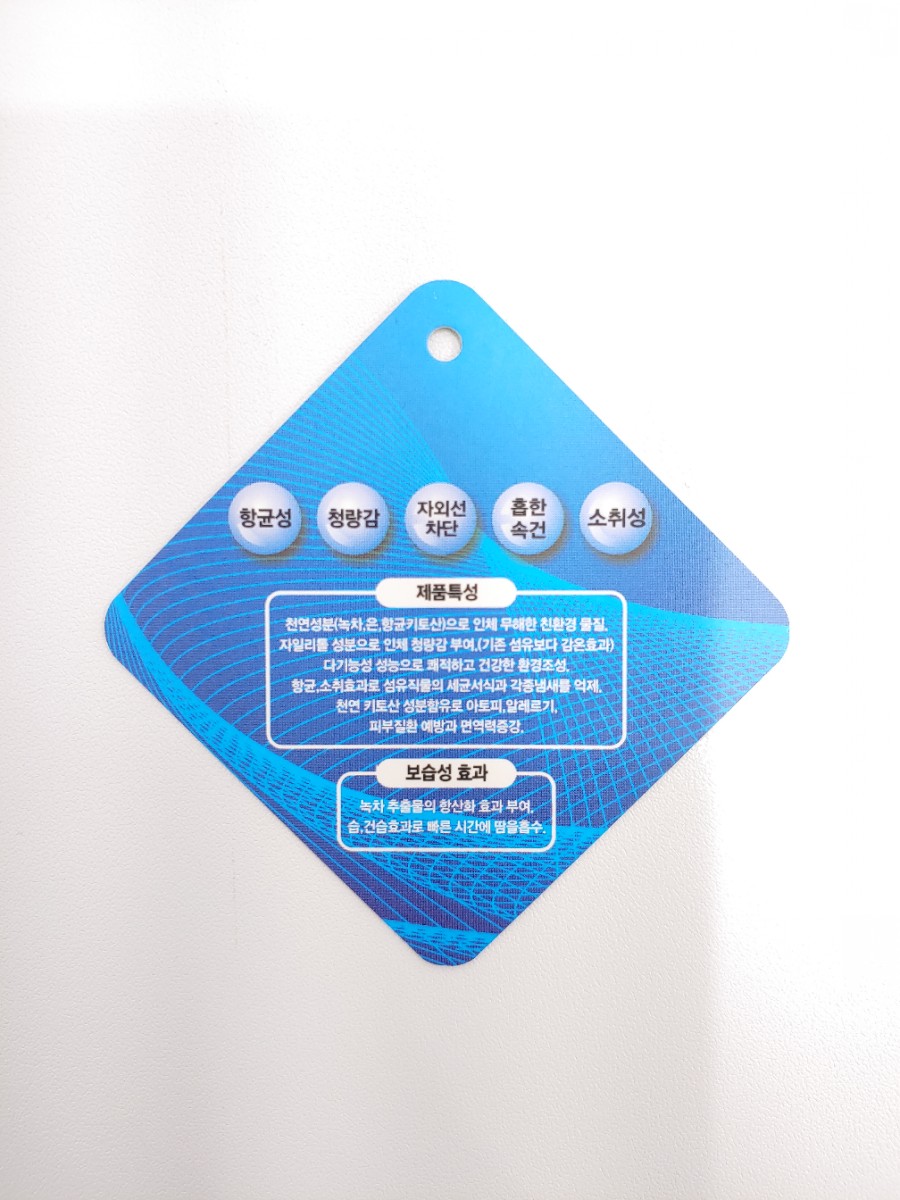 항균성
청량감
자외선
차단
흡한
속건
소취성
제품특성
천연성분(녹차,은,항균키토산)으로 인체 무해한 친환경 물질.
자일리톨 성분으로 인체 청량감 부여.(기존 섬유보다 감온효과)
다기능성 성능으로 쾌적하고 건강한 환경조성.
항균,소취효과로 섬유직물의 세균서식과 각종냄새를 억제.
천연 키토산 성분함유로 아토피,알레르기,
피부질환 예방과 면역력증강.
보습성 효과
녹차 추출물의 항산화 효과 부여.
습,건습효과로 빠른 시간에 땀을흡수.